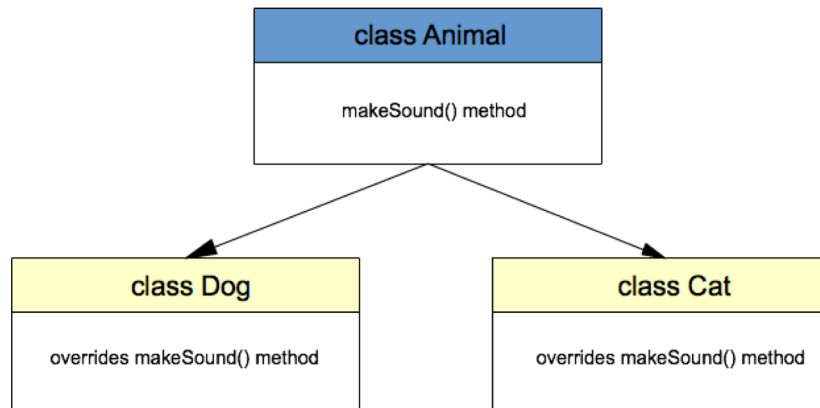 class Animal
makeSound() method
class Dog
overrides makeSound() method
class Cat
overrides makeSound() method